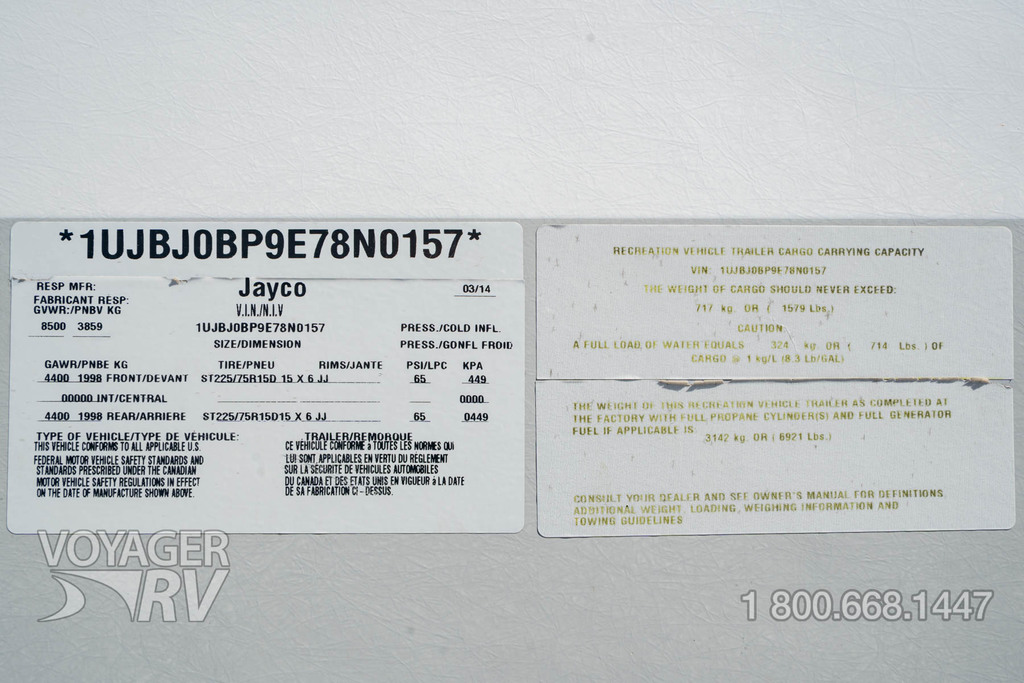 *1UJBJ0BP9E78N0157*
RESP MFR: Jayco 03/14
FABRICANT RESP:
GVWR:/PNBV KG V.I.N./N.I.V
8500 3859 1UJBJ0BP9E78N0157 PRESS./COLD INFL.
SIZE/DIMENSION PRESS./GONFL FROID
GAWR/PNBE KG TIRE/PNEU RIMS/JANTE PSI/LPC KPA
4400 1998 FRONT/DEVANT ST225/75R15D 15 X 6 JJ 65 449
00000 INT/CENTRAL 0000
4400 1998 REAR/ARRIERE ST225/75R15D15 X 6 JJ 65 0449
TYPE OF VEHICLE/TYPE DE VÉHICULE: TRAILER/REMORQUE
THIS VEHICLE CONFORMS TO ALL APPLICABLE U.S.
FEDERAL MOTOR VEHICLE SAFETY STANDARDS AND
STANDARDS PRESCRIBED UNDER THE CANADIAN
MOTOR VEHICLE SAFETY REGULATIONS IN EFFECT
ON THE DATE OF MANUFACTURE SHOWN ABOVE.
CE VEHICULE CONFORME à TOUTES LES NORMES QUI
LUI SONT APPLICABLES EN VERTU DU REGLEMENT
SUR LA SECURITE DE VEHICULES AUTOMOBILES
DU CANADA ET DES ETATS UNIS EN VIGUEUR à LA DATE
DE SA FABRICATION CI-DESSUS.
RECREATION VEHICLE TRAILER CARGO CARRYING CAPACITY
VIN: 1UJBJ0BP9E78N0157
THE WEIGHT OF CARGO SHOULD NEVER EXCEED:
717 kg. OR ( 1579 Lbs.)
CAUTION:
A FULL LOAD OF WATER EQUALS 324 kg. OR ( 714 Lbs. ) OF
CARGO @ 1 kg/L (8.3 Lb/GAL)
THE WEIGHT OF THIS RECREATION VEHICLE TRAILER AS COMPLETED AT
THE FACTORY WITH FULL PROPANE CYLINDER(S) AND FULL GENERATOR
FUEL IF APPLICABLE IS:
3142 kg. OR ( 6921 Lbs.)
CONSULT YOUR DEALER AND SEE OWNER'S MANUAL FOR DEFINITIONS,
ADDITIONAL WEIGHT, LOADING, WEIGHING INFORMATION AND
TOWING GUIDELINES
VOYAGER
RV
1 800.668.1447